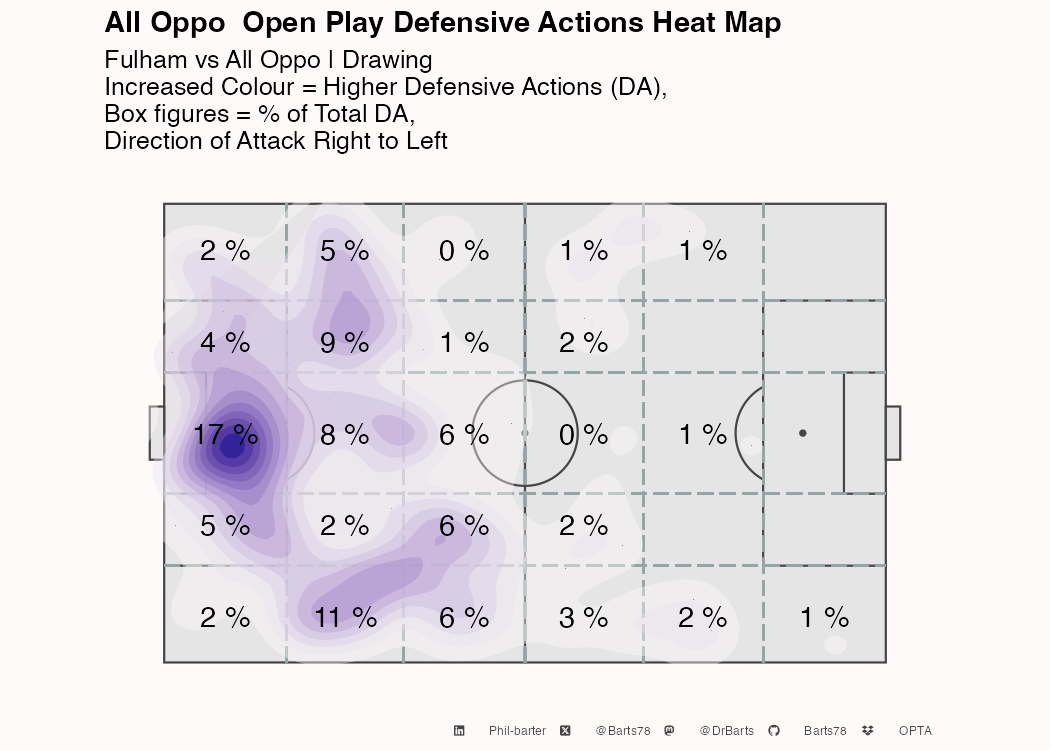 All Oppo  Open Play Defensive Actions Heat Map
Fulham vs All Oppo | Drawing
Increased Colour = Higher Defensive Actions (DA),
Box figures = % of Total DA,
Direction of Attack Right to Left
2 % 5 % 0 % 1 % 1 %
4 % 9 % 1 % 2 %
17 % 8 % 6 % 0 % 1 %
5 % 2 % 6 % 2 %
2 % 11 % 6 % 3 % 2 % 1 %
Phil-barter @Barts78 @DrBarts Barts78 OPTA